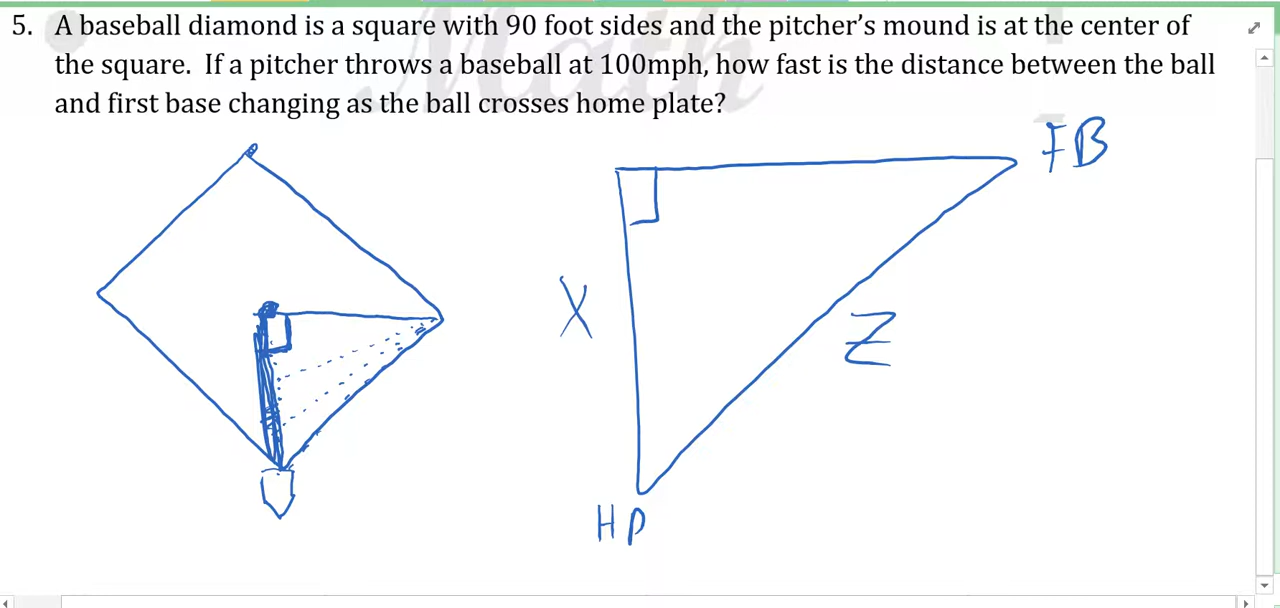 5. A baseball diamond is a square with 90 foot sides and the pitcher’s mound is at the center of
the square. If a pitcher throws a baseball at 100mph, how fast is the distance between the ball
and first base changing as the ball crosses home plate?
FB
X
Z
HP